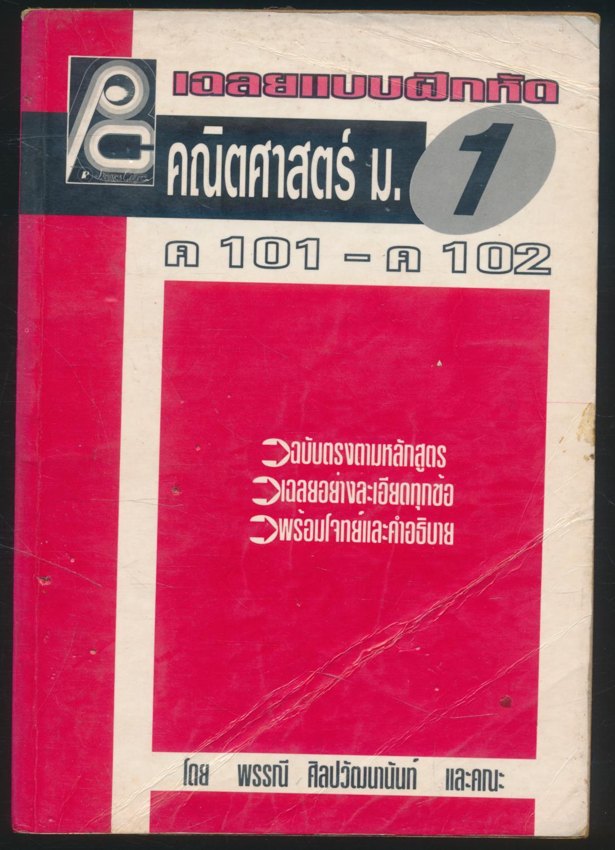 เฉลยแบบฝึกหัด
คณิตศาสตร์ ม. 1
ค 101 - ค 102
ฉบับตรงตามหลักสูตร
เฉลยอย่างละเอียดทุกข้อ
พร้อมโจทย์และคำอธิบาย
โดย พรรณี ศิลปวัฒนานันท์ และคณะ